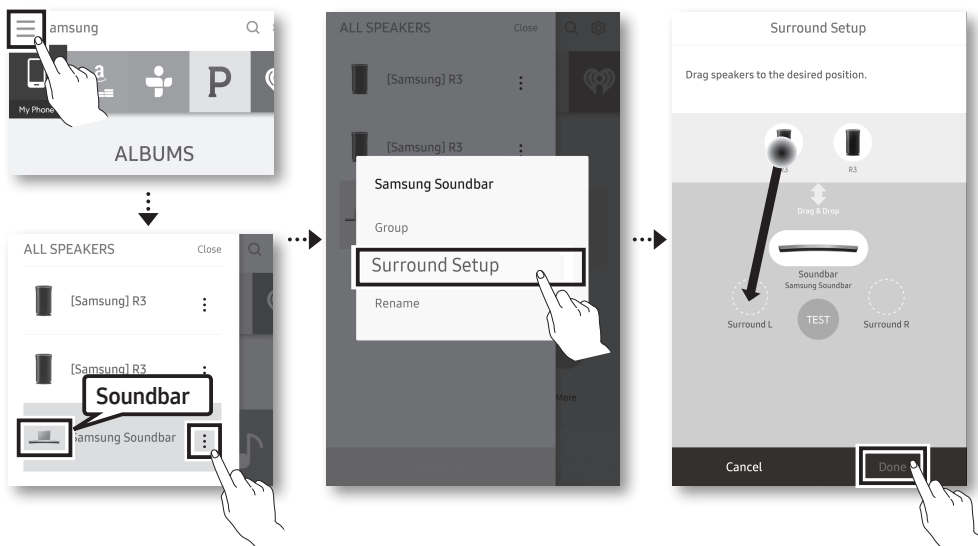 amsung
a
P
My Phone
ALBUMS
ALL SPEAKERS
Close
[Samsung] R3
[Samsung] R3
Soundbar
Samsung Soundbar
ALL SPEAKERS
Close
[Samsung] R3
[Samsung] R3
Samsung Soundbar
Group
Surround Setup
Rename
More
Surround Setup
Drag speakers to the desired position.
R3
R3
Drag & Drop
Soundbar
Samsung Soundbar
Surround L
TEST
Surround R
Cancel
Done